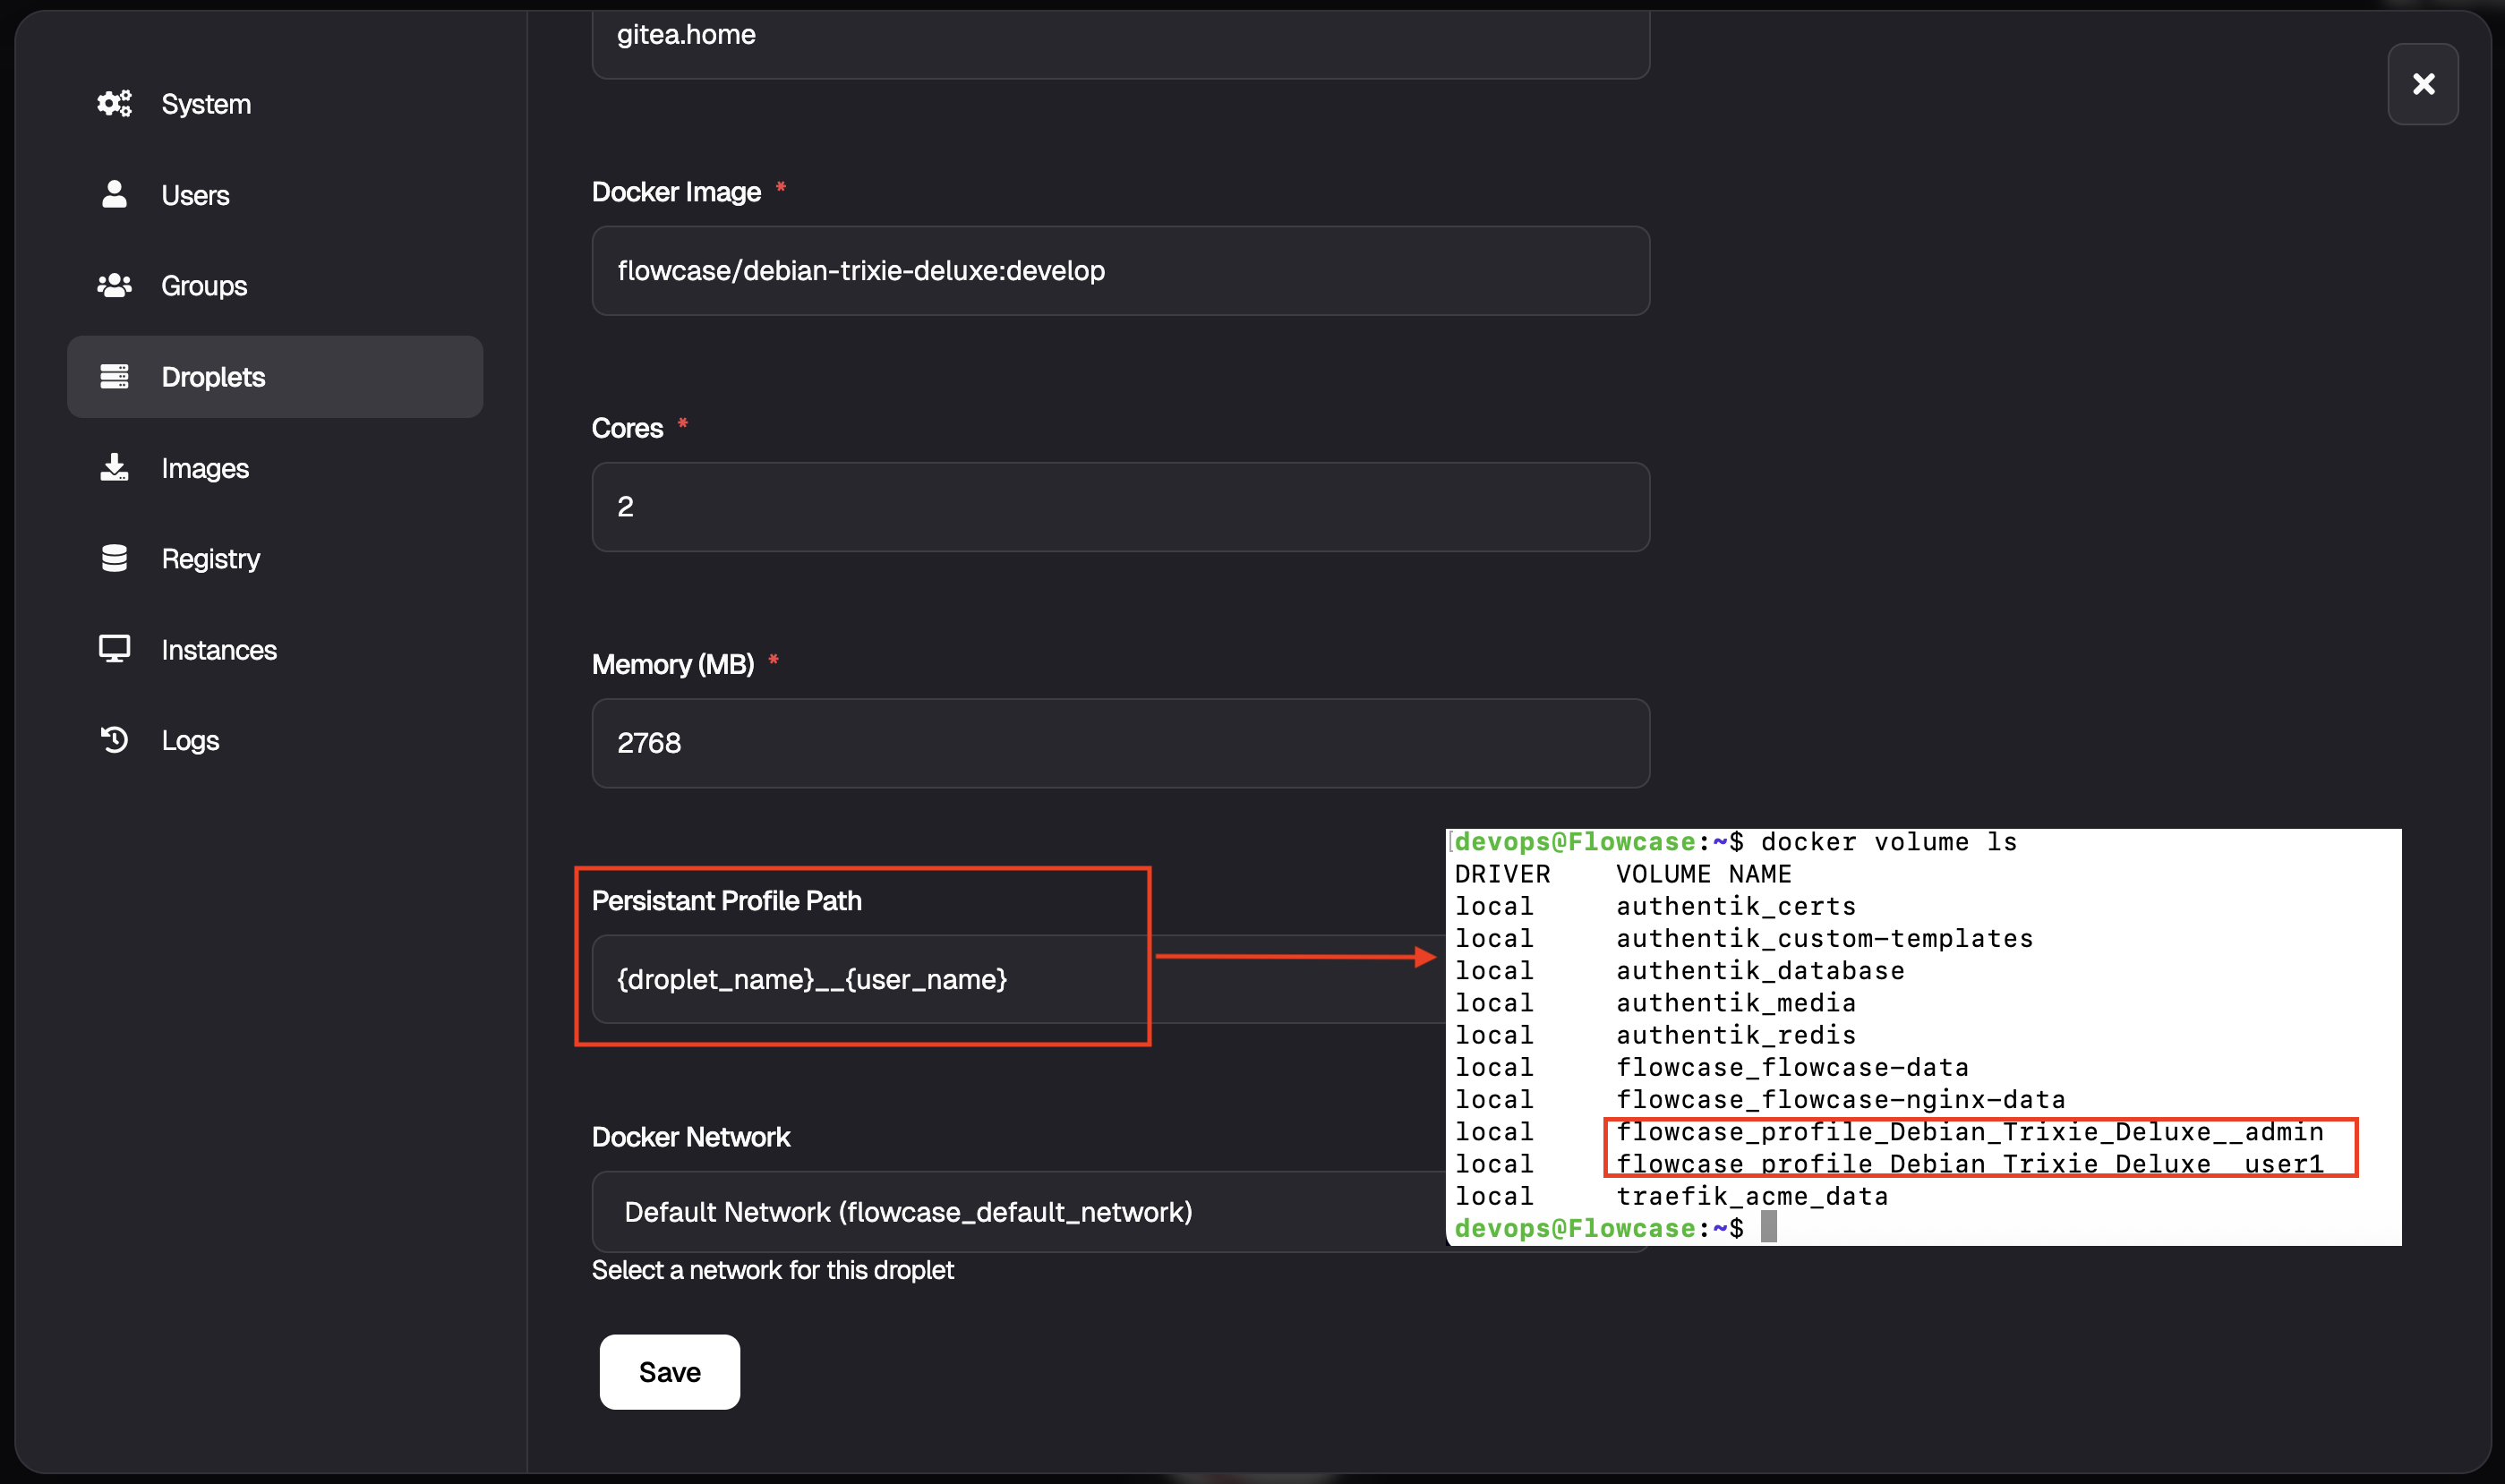 System
Users
Groups
Droplets
Images
Registry
Instances
Logs
gitea.home
Docker Image *
flowcase/debian-trixie-deluxe:develop
Cores *
2
Memory (MB) *
2768
Persistant Profile Path
{droplet_name}__{user_name}
Docker Network
Default Network (flowcase_default_network)
Select a network for this droplet
Save
devops@Flowcase:~$ docker volume ls
DRIVER VOLUME NAME
local authentik_certs
local authentik_custom-templates
local authentik_database
local authentik_media
local authentik_redis
local flowcase_flowcase-data
local flowcase_flowcase-nginx-data
local flowcase_profile_Debian_Trixie_Deluxe__admin
local flowcase_profile_Debian_Trixie_Deluxe__user1
local traefik_acme_data
devops@Flowcase:~$